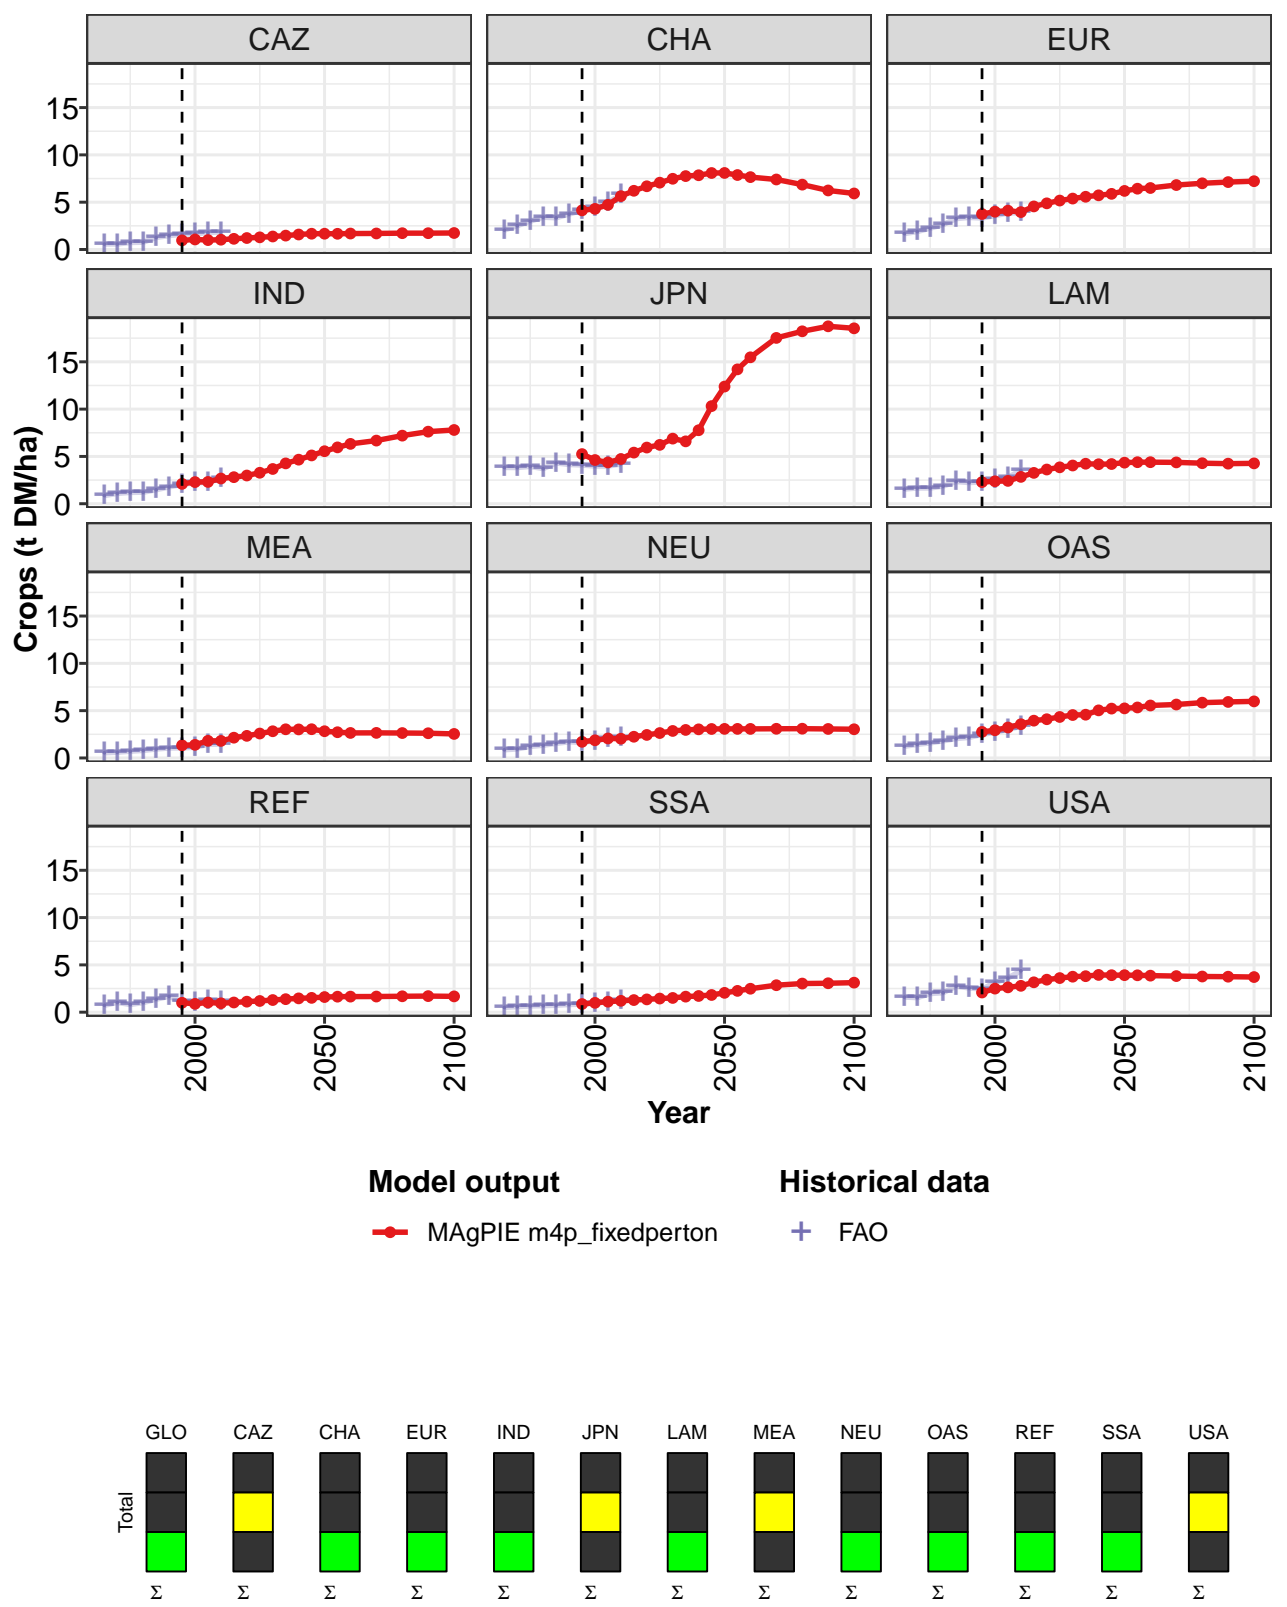 CAZ CHA EUR
15
10
5
0
IND JPN LAM
15
10
5
0
Crops (t DM/ha)
MEA NEU OAS
15
10
5
0
REF SSA USA
15
10
5
0
2000 2050 2100 2000 2050 2100 2000 2050 2100
Year
Model output Historical data
MAgPIE m4p_fixedperton FAO
GLO CAZ CHA EUR IND JPN LAM MEA NEU OAS REF SSA USA
Total
Σ Σ Σ Σ Σ Σ Σ Σ Σ Σ Σ Σ Σ